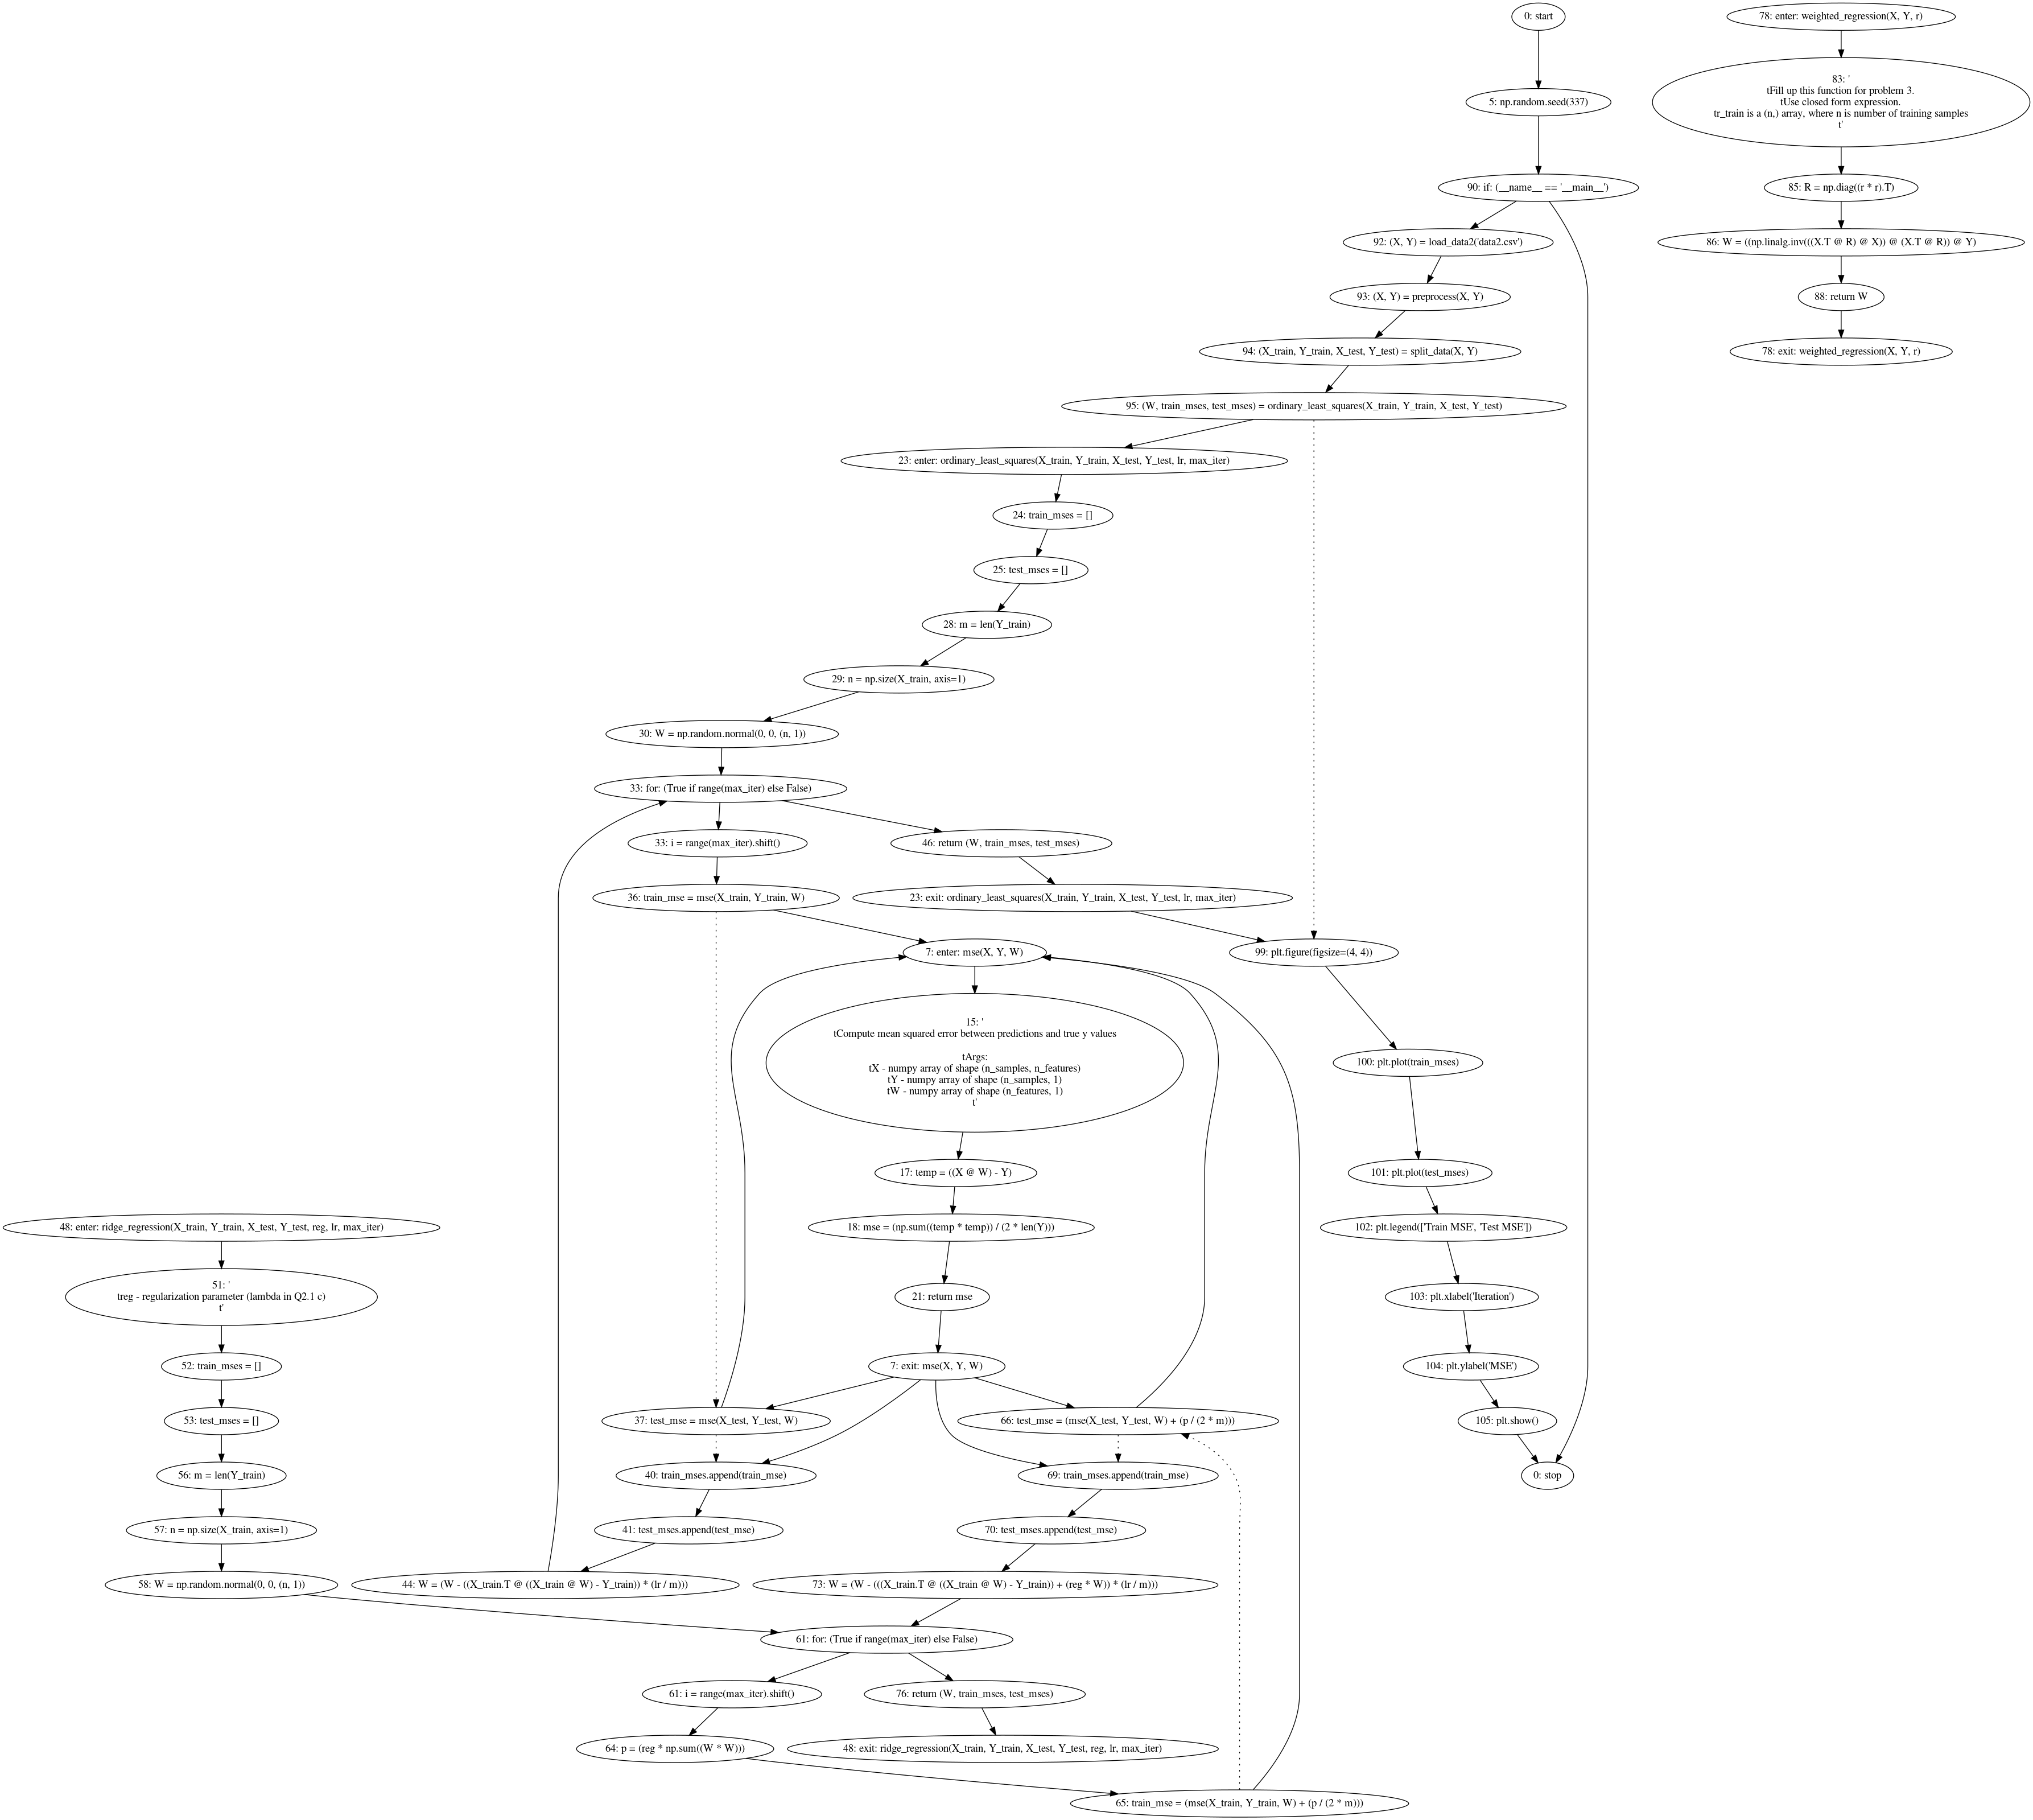 0: start
78: enter: weighted_regression(X, Y, r)
83: '
tFill up this function for problem 3.
tUse closed form expression.
tr_train is a (n,) array, where n is number of training samples
t'
5: np.random.seed(337)
90: if: (__name__ == '__main__')
85: R = np.diag((r * r).T)
92: (X, Y) = load_data2('data2.csv')
86: W = ((np.linalg.inv(((X.T @ R) @ X)) @ (X.T @ R)) @ Y)
93: (X, Y) = preprocess(X, Y)
88: return W
94: (X_train, Y_train, X_test, Y_test) = split_data(X, Y)
78: exit: weighted_regression(X, Y, r)
95: (W, train_mses, test_mses) = ordinary_least_squares(X_train, Y_train, X_test, Y_test)
23: enter: ordinary_least_squares(X_train, Y_train, X_test, Y_test, lr, max_iter)
24: train_mses = []
25: test_mses = []
28: m = len(Y_train)
29: n = np.size(X_train, axis=1)
30: W = np.random.normal(0, 0, (n, 1))
33: for: (True if range(max_iter) else False)
33: i = range(max_iter).shift()
46: return (W, train_mses, test_mses)
36: train_mse = mse(X_train, Y_train, W)
23: exit: ordinary_least_squares(X_train, Y_train, X_test, Y_test, lr, max_iter)
7: enter: mse(X, Y, W)
99: plt.figure(figsize=(4, 4))
15: '
tCompute mean squared error between predictions and true y values
tArgs:
tX - numpy array of shape (n_samples, n_features)
tY - numpy array of shape (n_samples, 1)
tW - numpy array of shape (n_features, 1)
t'
100: plt.plot(train_mses)
17: temp = ((X @ W) - Y)
101: plt.plot(test_mses)
48: enter: ridge_regression(X_train, Y_train, X_test, Y_test, reg, lr, max_iter)
18: mse = (np.sum((temp * temp)) / (2 * len(Y)))
102: plt.legend(['Train MSE', 'Test MSE'])
51: '
treg - regularization parameter (lambda in Q2.1 c)
t'
21: return mse
103: plt.xlabel('Iteration')
52: train_mses = []
7: exit: mse(X, Y, W)
104: plt.ylabel('MSE')
53: test_mses = []
37: test_mse = mse(X_test, Y_test, W)
66: test_mse = (mse(X_test, Y_test, W) + (p / (2 * m)))
105: plt.show()
56: m = len(Y_train)
40: train_mses.append(train_mse)
69: train_mses.append(train_mse)
0: stop
57: n = np.size(X_train, axis=1)
41: test_mses.append(test_mse)
70: test_mses.append(test_mse)
58: W = np.random.normal(0, 0, (n, 1))
44: W = (W - ((X_train.T @ ((X_train @ W) - Y_train)) * (lr / m)))
73: W = (W - (((X_train.T @ ((X_train @ W) - Y_train)) + (reg * W)) * (lr / m)))
61: for: (True if range(max_iter) else False)
61: i = range(max_iter).shift()
76: return (W, train_mses, test_mses)
64: p = (reg * np.sum((W * W)))
48: exit: ridge_regression(X_train, Y_train, X_test, Y_test, reg, lr, max_iter)
65: train_mse = (mse(X_train, Y_train, W) + (p / (2 * m)))